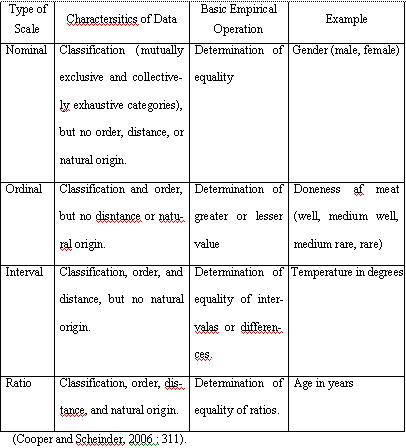 Type of Scale | Charactersitics of Data | Basic Empirical Operation | Example
Nominal | Classification (mutually exclusive and collective-ly exhaustive categories), but no order, distance, or natural origin. | Determination of equality | Gender (male, female)
Ordinal | Classification and order, but no disntance or natu-ral origin. | Determination of greater or lesser value | Doneness af meat (well, medium well, medium rare, rare)
Interval | Classification, order, and distance, but no natural origin. | Determination of equality of inter-valas or differen-ces. | Temperature in degrees
Ratio | Classification, order, dis-tance, and natural origin. | Determination of equality of ratios. | Age in years
(Cooper and Scheinder, 2006 : 311).